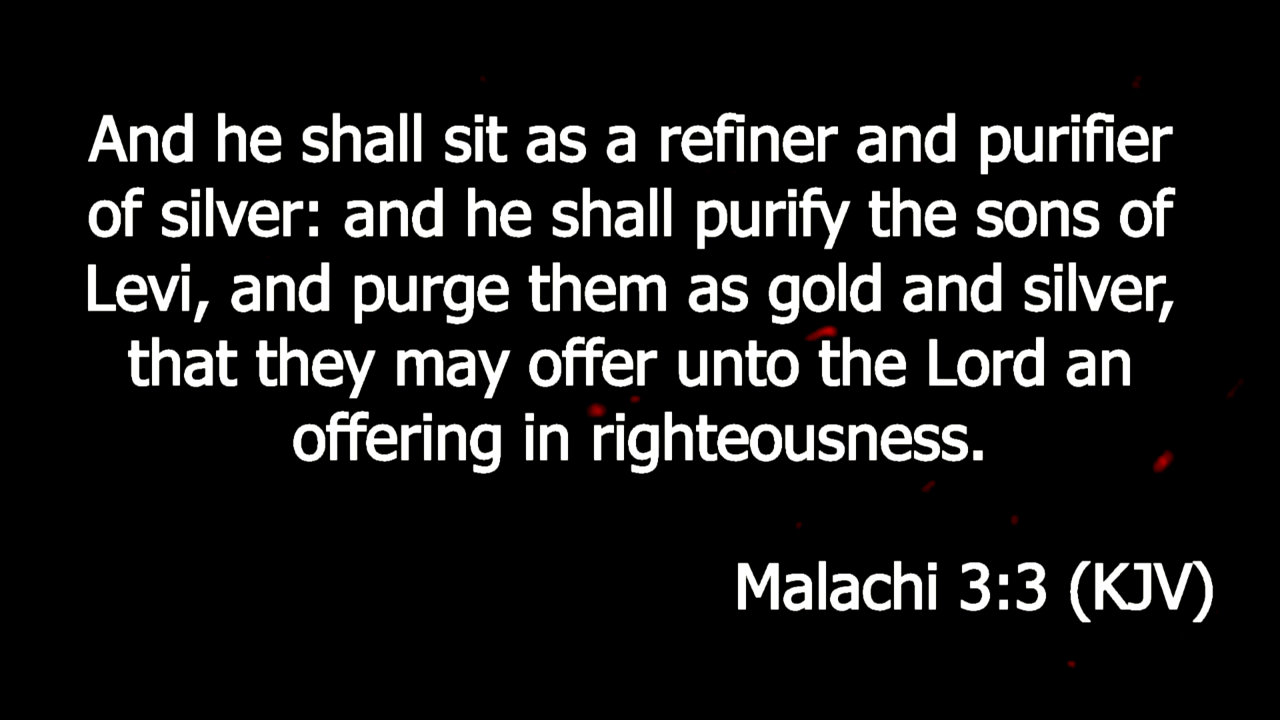 And he shall sit as a refiner and purifier
of silver: and he shall purify the sons of
Levi, and purge them as gold and silver,
that they may offer unto the Lord an
offering in righteousness.
Malachi 3:3 (KJV)